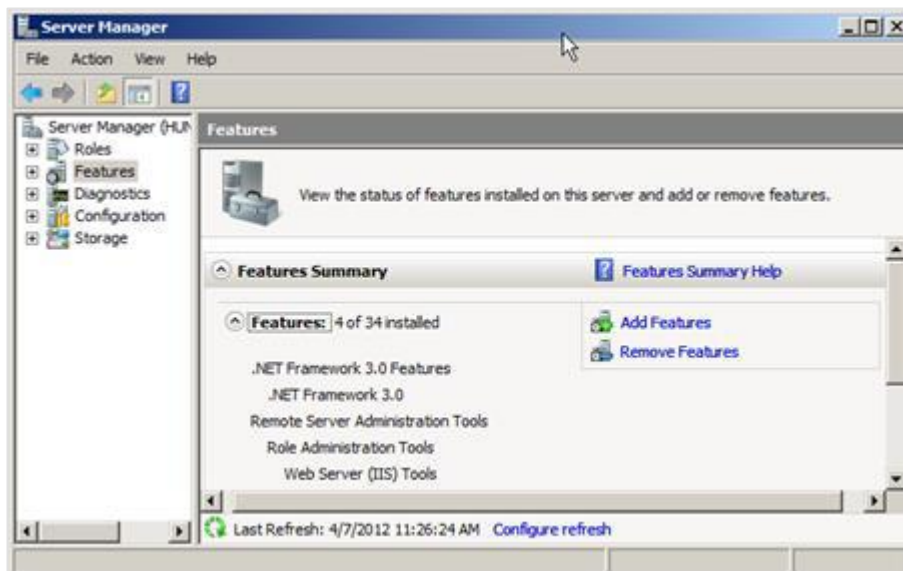 Server Manager
File Action View Help
Server Manager (HUN
Roles
Features
Diagnostics
Configuration
Storage
Features
View the status of features installed on this server and add or remove features.
Features Summary
Features Summary Help
Features: 4 of 34 installed
Add Features
Remove Features
.NET Framework 3.0 Features
.NET Framework 3.0
Remote Server Administration Tools
Role Administration Tools
Web Server (IIS) Tools
Last Refresh: 4/7/2012 11:26:24 AM Configure refresh